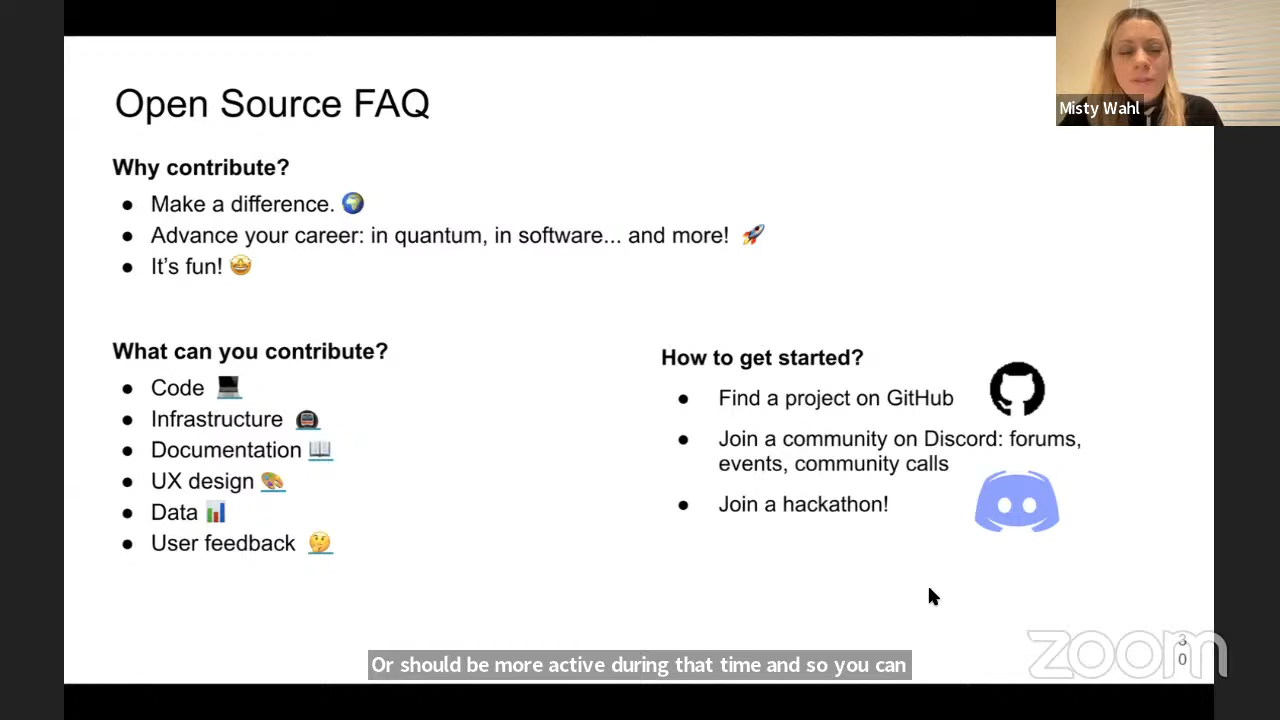 Misty Wahl
Open Source FAQ
Why contribute?
● Make a difference. 🌍
● Advance your career: in quantum, in software... and more! 🚀
● It’s fun! 🤩
What can you contribute?
● Code 💻
● Infrastructure 🚇
● Documentation 📖
● UX design 🎨
● Data 📊
● User feedback 🤔
How to get started?
● Find a project on GitHub
● Join a community on Discord: forums,
events, community calls
● Join a hackathon!
Or should be more active during that time and so you can
zoom
3
0